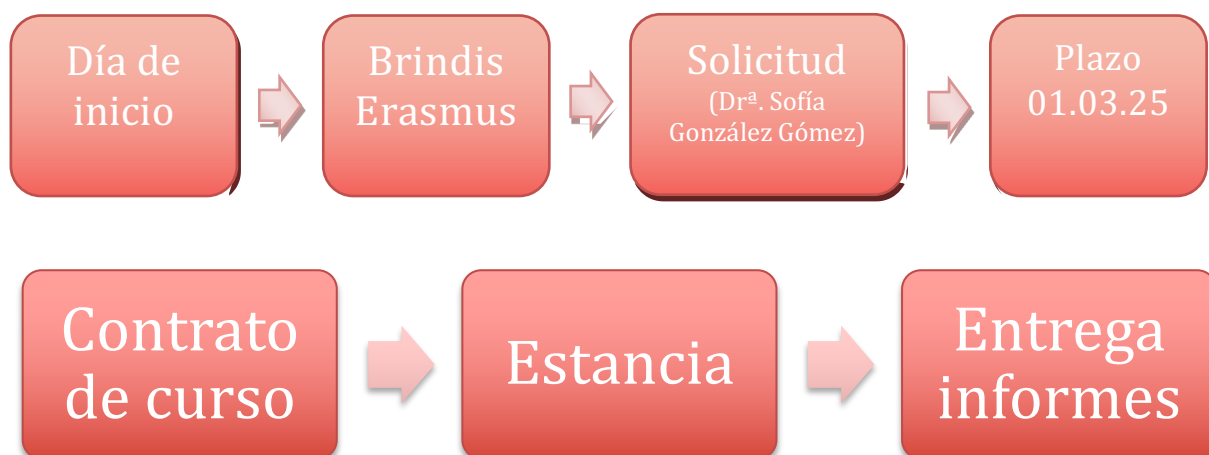 Día de
inicio
Brindis
Erasmus
Solicitud
(Drª. Sofía
González Gómez)
Plazo
01.03.25
Contrato
de curso
Estancia
Entrega
informes